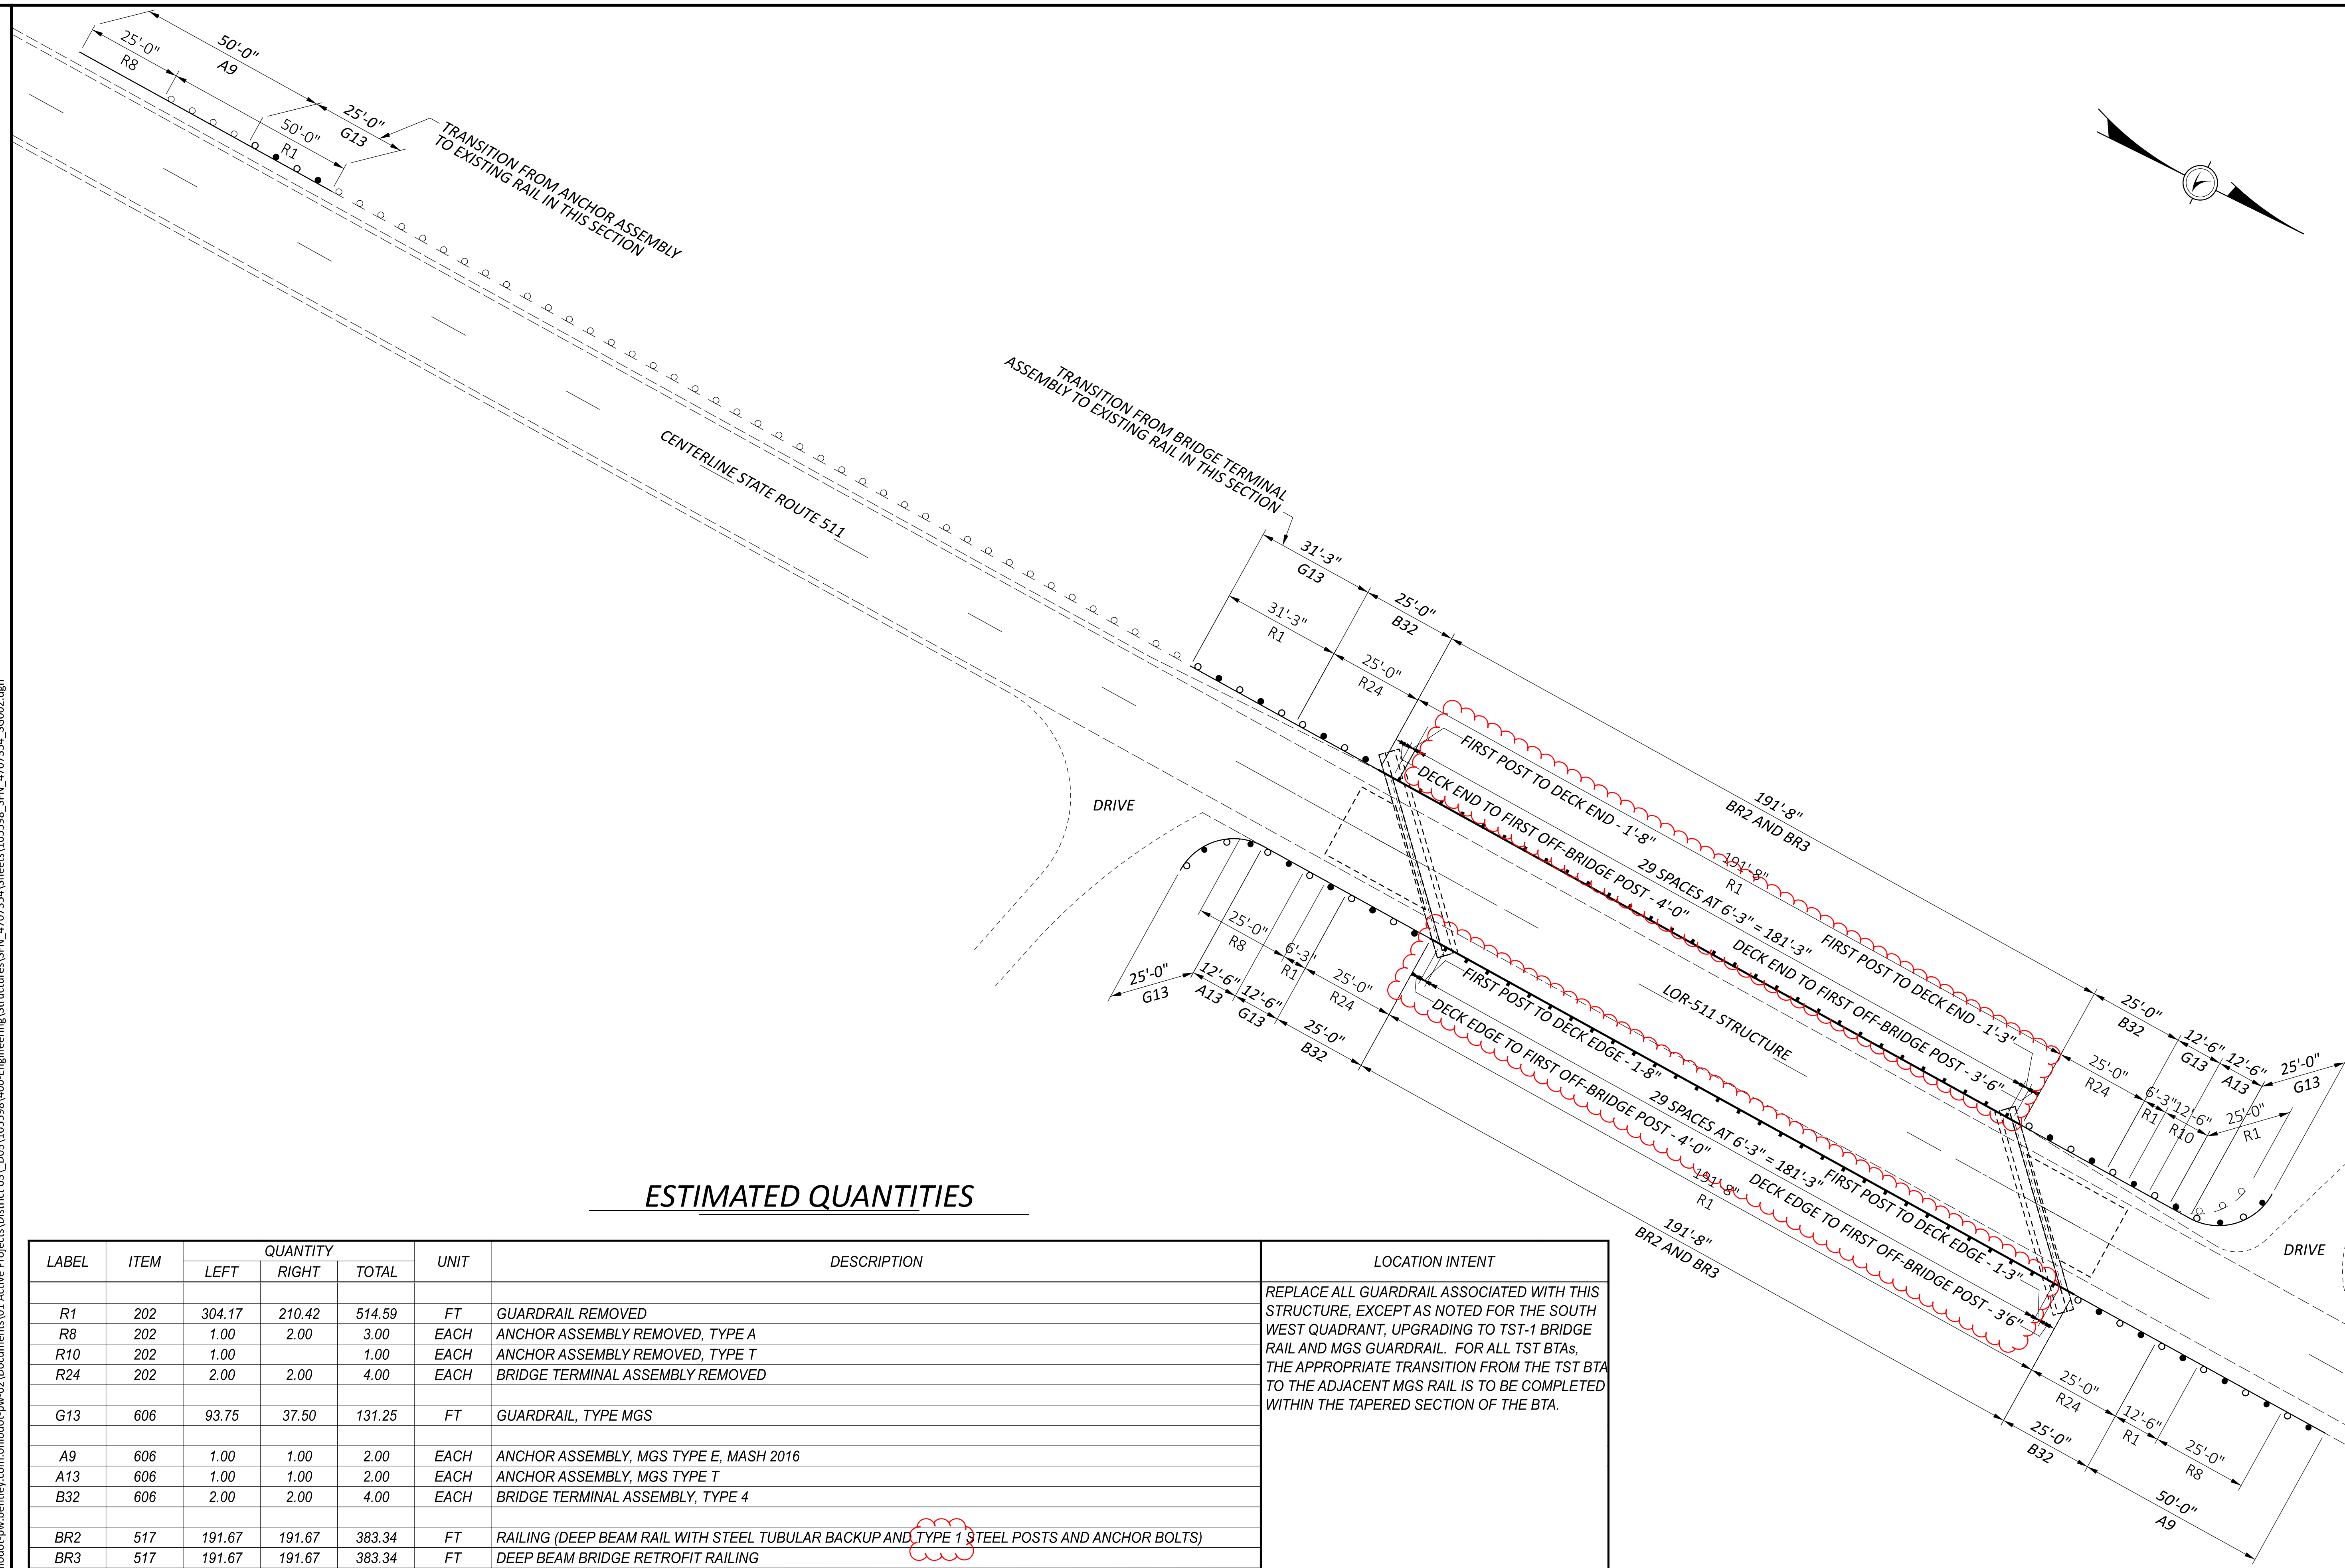 50'-0"
A9
25'-0"
R8
25'-0"
G13
50'-0"
R1
TRANSITION FROM ANCHOR ASSEMBLY
TO EXISTING RAIL IN THIS SECTION
CENTERLINE STATE ROUTE 511
TRANSITION FROM BRIDGE TERMINAL
ASSEMBLY TO EXISTING RAIL IN THIS SECTION
31'-3"
G13
25'-0"
B32
31'-3"
R1
25'-0"
R24
191'-8"
BR2 AND BR3
FIRST POST TO DECK END - 1'-8"
DECK END TO FIRST OFF-BRIDGE POST - 4'-0"
191'-8"
R1
29 SPACES AT 6'-3" = 181'-3"
FIRST POST TO DECK END - 1'-3"
DECK END TO FIRST OFF-BRIDGE POST - 3'-6"
25'-0"
B32
12'-6"
G13
12'-6"
A13
25'-0"
G13
25'-0"
R24
6'-3"
R1
12'-6"
R10
25'-0"
R1
DRIVE
LOR-511 STRUCTURE
DRIVE
25'-0"
R8
6'-3"
R1
25'-0"
R24
25'-0"
G13
12'-6"
A13
12'-6"
G13
25'-0"
B32
FIRST POST TO DECK EDGE - 1-8"
DECK EDGE TO FIRST OFF-BRIDGE POST - 4'-0"
29 SPACES AT 6'-3" = 181'-3"
FIRST POST TO DECK EDGE - 1-3"
DECK EDGE TO FIRST OFF-BRIDGE POST - 3'6"
191'-8"
R1
191'-8"
BR2 AND BR3
25'-0"
R24
12'-6"
R1
25'-0"
R8
25'-0"
B32
50'-0"
A9
ESTIMATED QUANTITIES
LABEL ITEM QUANTITY UNIT DESCRIPTION LOCATION INTENT
LEFT RIGHT TOTAL
R1 202 304.17 210.42 514.59 FT GUARDRAIL REMOVED
R8 202 1.00 2.00 3.00 EACH ANCHOR ASSEMBLY REMOVED, TYPE A
R10 202 1.00 1.00 EACH ANCHOR ASSEMBLY REMOVED, TYPE T
R24 202 2.00 2.00 4.00 EACH BRIDGE TERMINAL ASSEMBLY REMOVED
G13 606 93.75 37.50 131.25 FT GUARDRAIL, TYPE MGS
A9 606 1.00 1.00 2.00 EACH ANCHOR ASSEMBLY, MGS TYPE E, MASH 2016
A13 606 1.00 1.00 2.00 EACH ANCHOR ASSEMBLY, MGS TYPE T
B32 606 2.00 2.00 4.00 EACH BRIDGE TERMINAL ASSEMBLY, TYPE 4
BR2 517 191.67 191.67 383.34 FT RAILING (DEEP BEAM RAIL WITH STEEL TUBULAR BACKUP AND TYPE 1 STEEL POSTS AND ANCHOR BOLTS)
BR3 517 191.67 191.67 383.34 FT DEEP BEAM BRIDGE RETROFIT RAILING
REPLACE ALL GUARDRAIL ASSOCIATED WITH THIS
STRUCTURE, EXCEPT AS NOTED FOR THE SOUTH
WEST QUADRANT, UPGRADING TO TST-1 BRIDGE
RAIL AND MGS GUARDRAIL. FOR ALL TST BTAs,
THE APPROPRIATE TRANSITION FROM THE TST BTA
TO THE ADJACENT MGS RAIL IS TO BE COMPLETED
WITHIN THE TAPERED SECTION OF THE BTA.